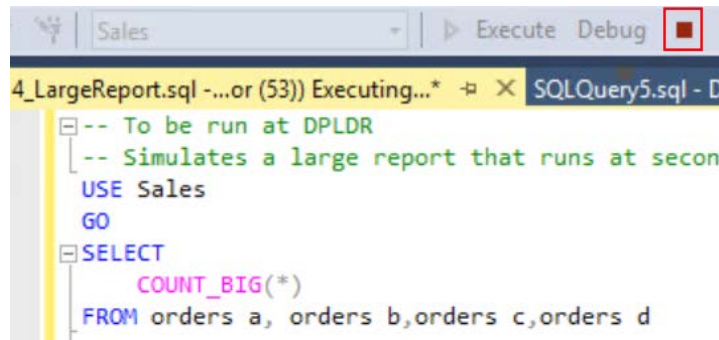 Sales Execute Debug
4_LargeReport.sql -...or (53)) Executing...* SQLQuery5.sql - D
-- To be run at DPLDR
-- Simulates a large report that runs at secon
USE Sales
GO
SELECT
COUNT_BIG(*)
FROM orders a, orders b,orders c,orders d